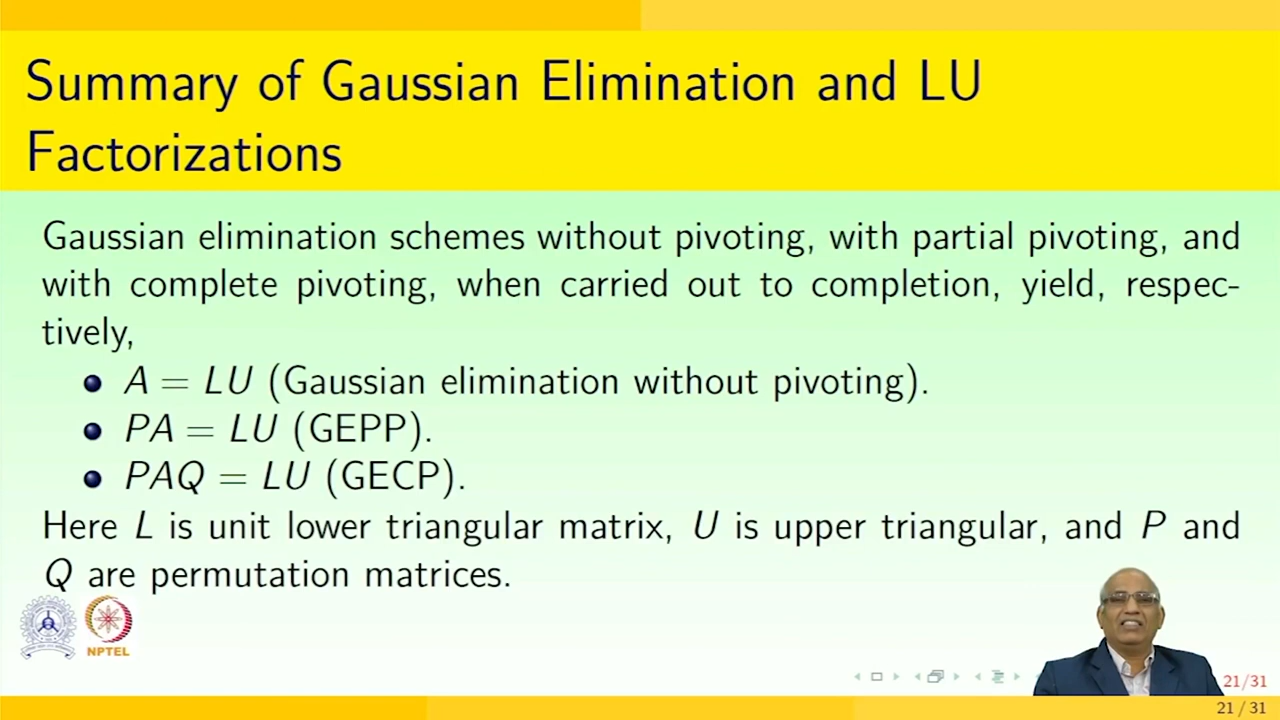 Summary of Gaussian Elimination and LU
Factorizations
Gaussian elimination schemes without pivoting, with partial pivoting, and
with complete pivoting, when carried out to completion, yield, respec-
tively,
A = LU (Gaussian elimination without pivoting).
PA = LU (GEPP).
PAQ = LU (GECP).
Here L is unit lower triangular matrix, U is upper triangular, and P and
Q are permutation matrices.
NPTEL
21/31
21 / 31